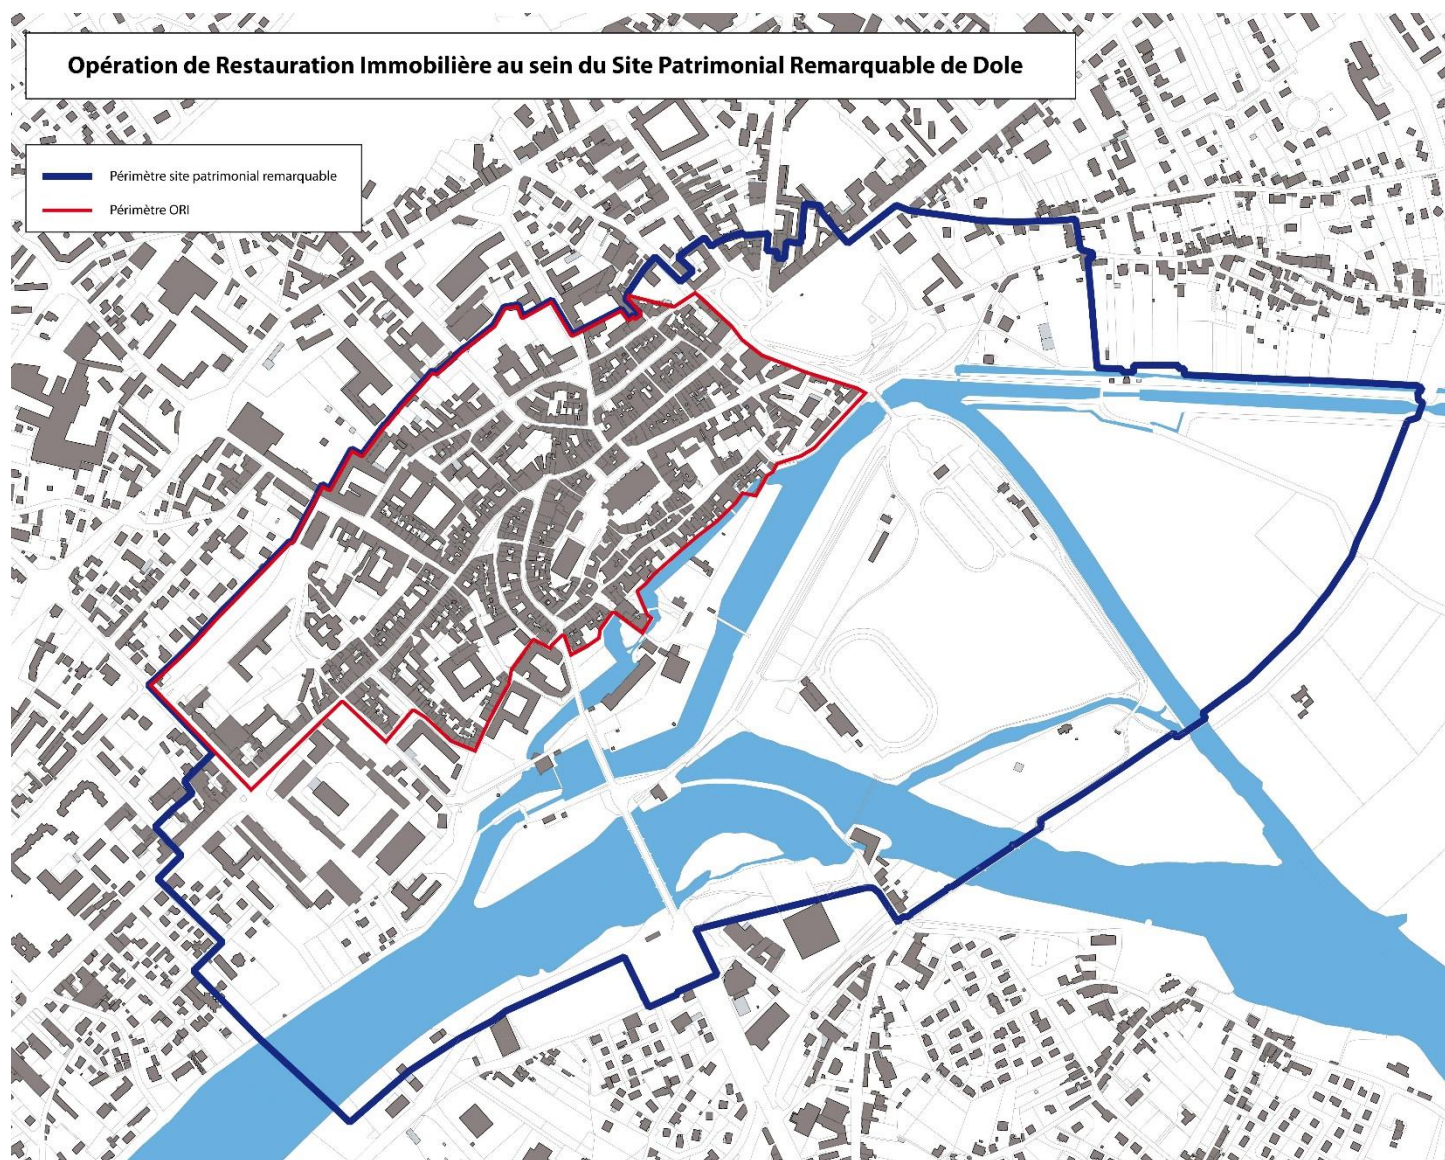 Opération de Restauration Immobilière au sein du Site Patrimonial Remarquable de Dole
Périmètre site patrimonial remarquable
Périmètre ORI